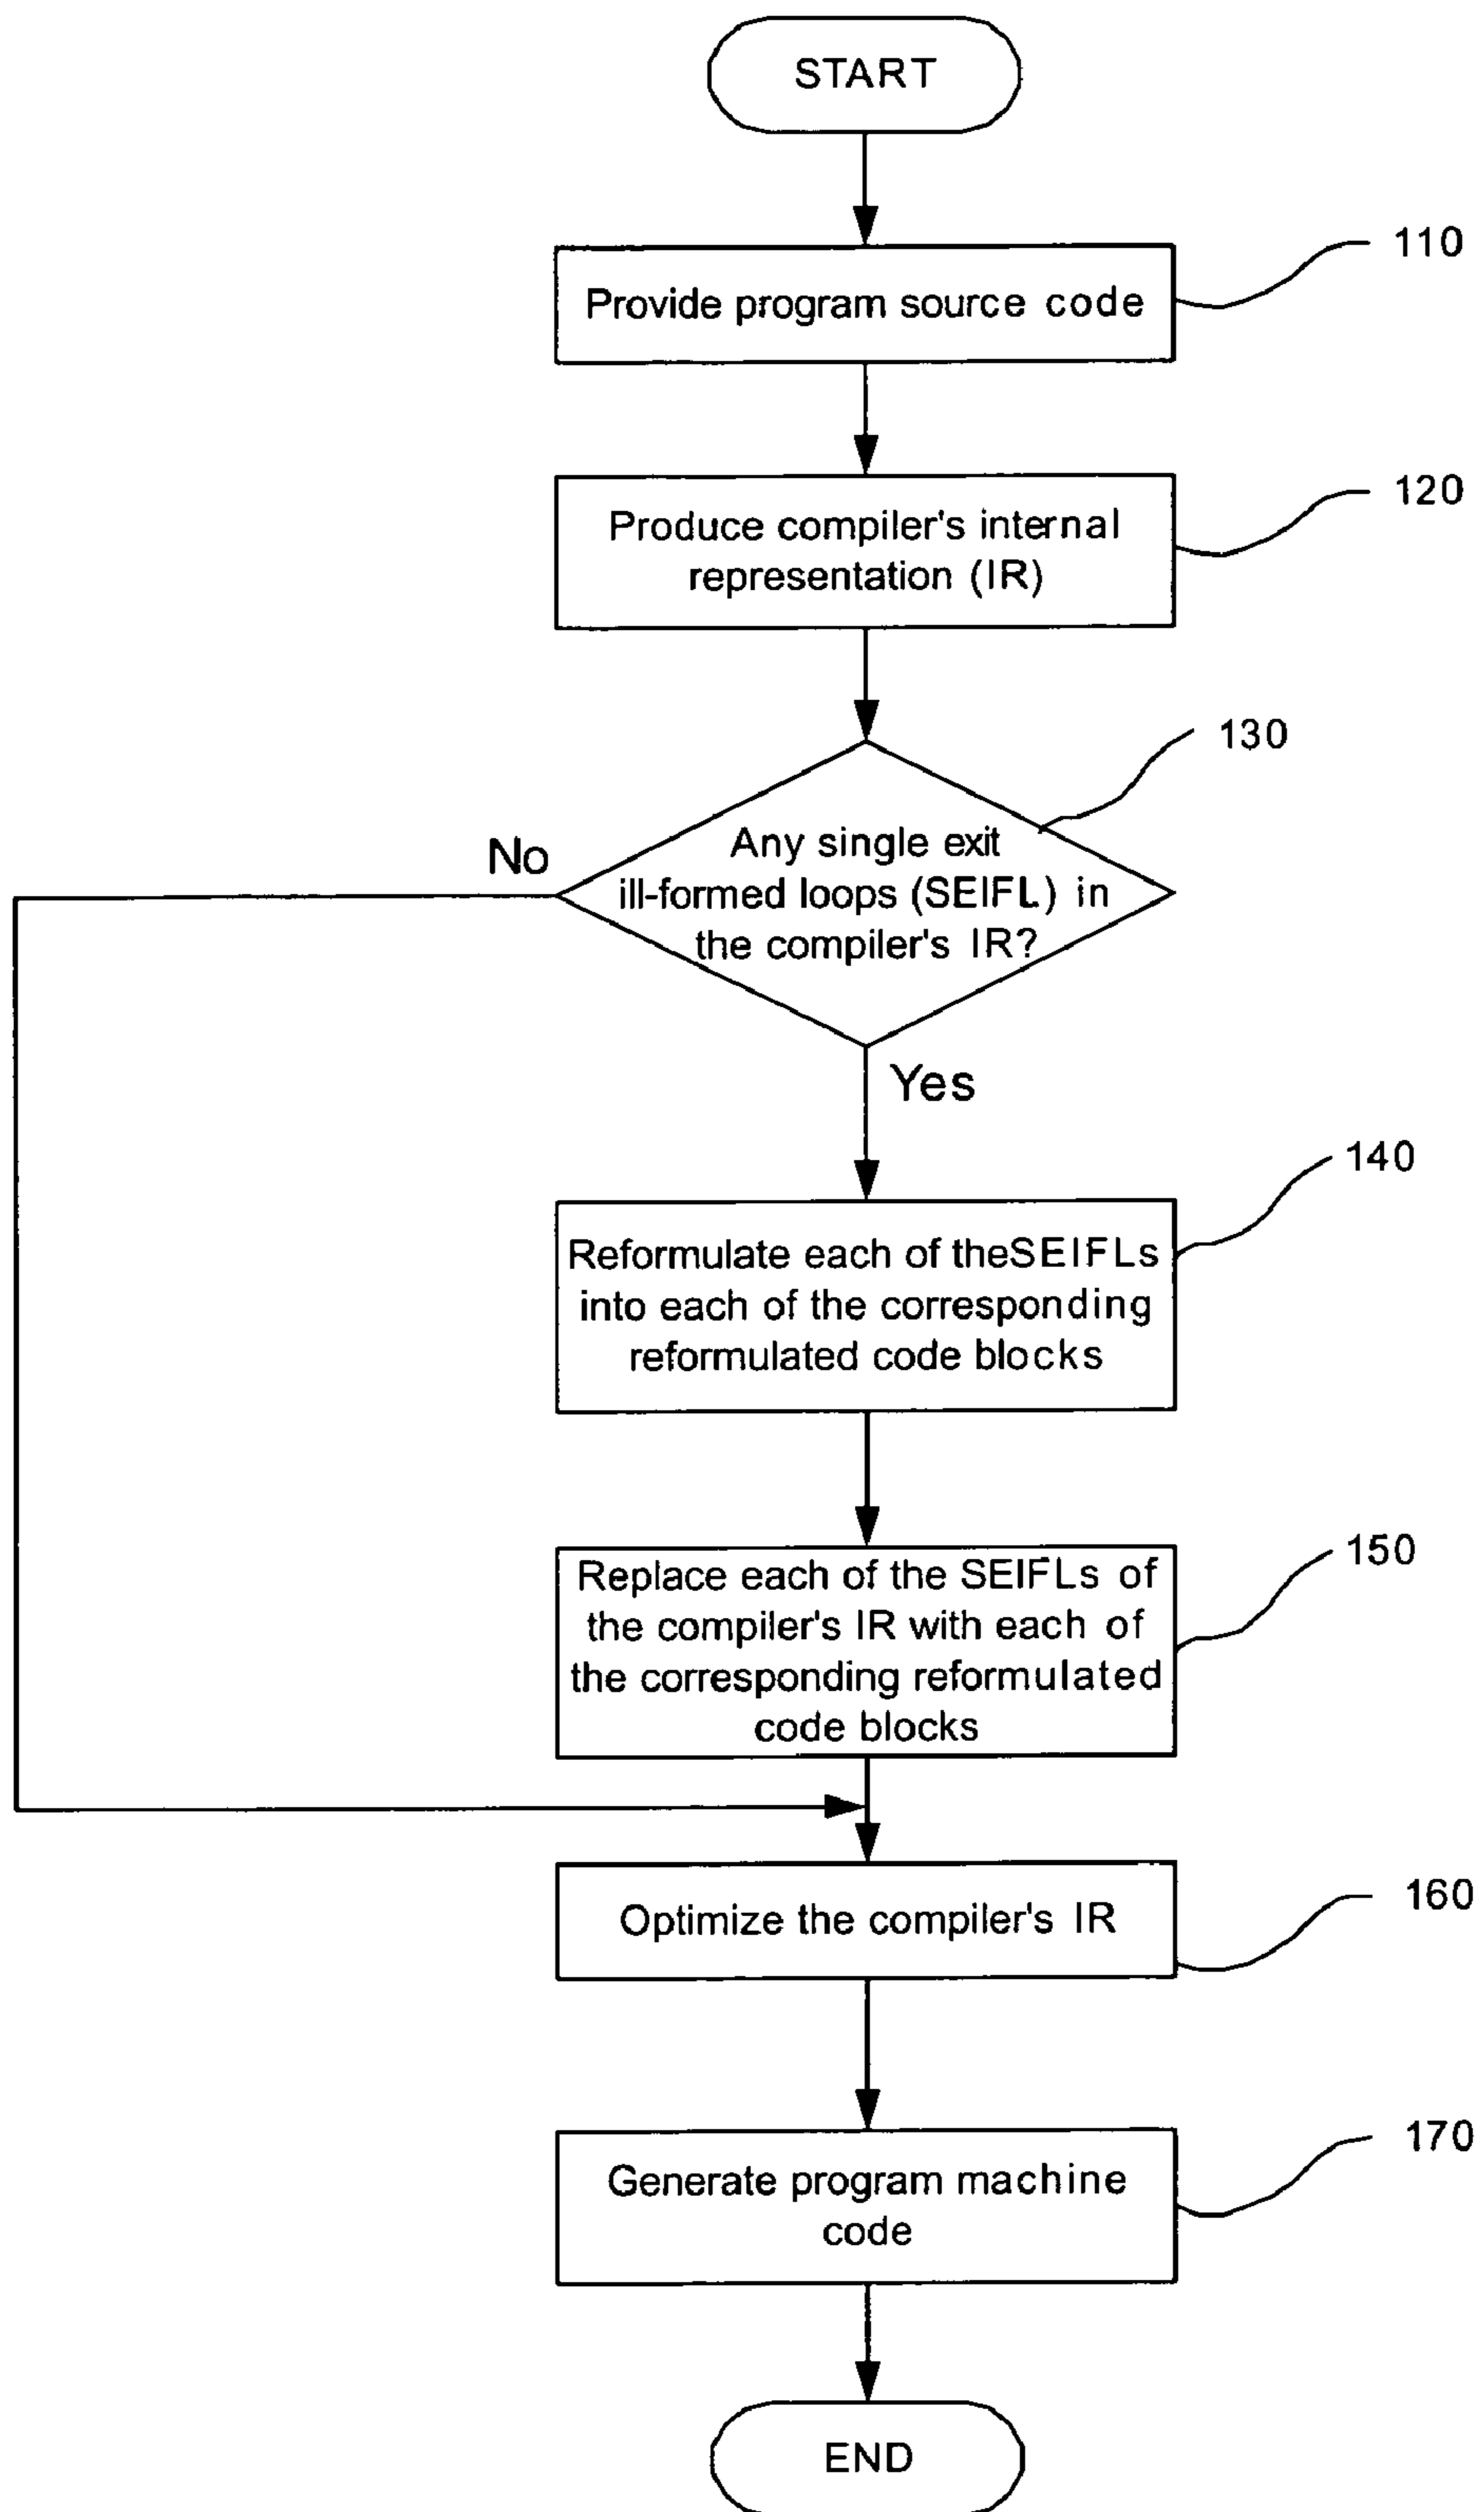 START
110
Provide program source code
120
Produce compiler's internal
representation (IR)
130
No
Any single exit
ill-formed loops (SEIFL) in
the compiler's IR?
Yes
140
Reformulate each of theSEIFLs
into each of the corresponding
reformulated code blocks
150
Replace each of the SEIFLs of
the compiler's IR with each of
the corresponding reformulated
code blocks
160
Optimize the compiler's IR
170
Generate program machine
code
END